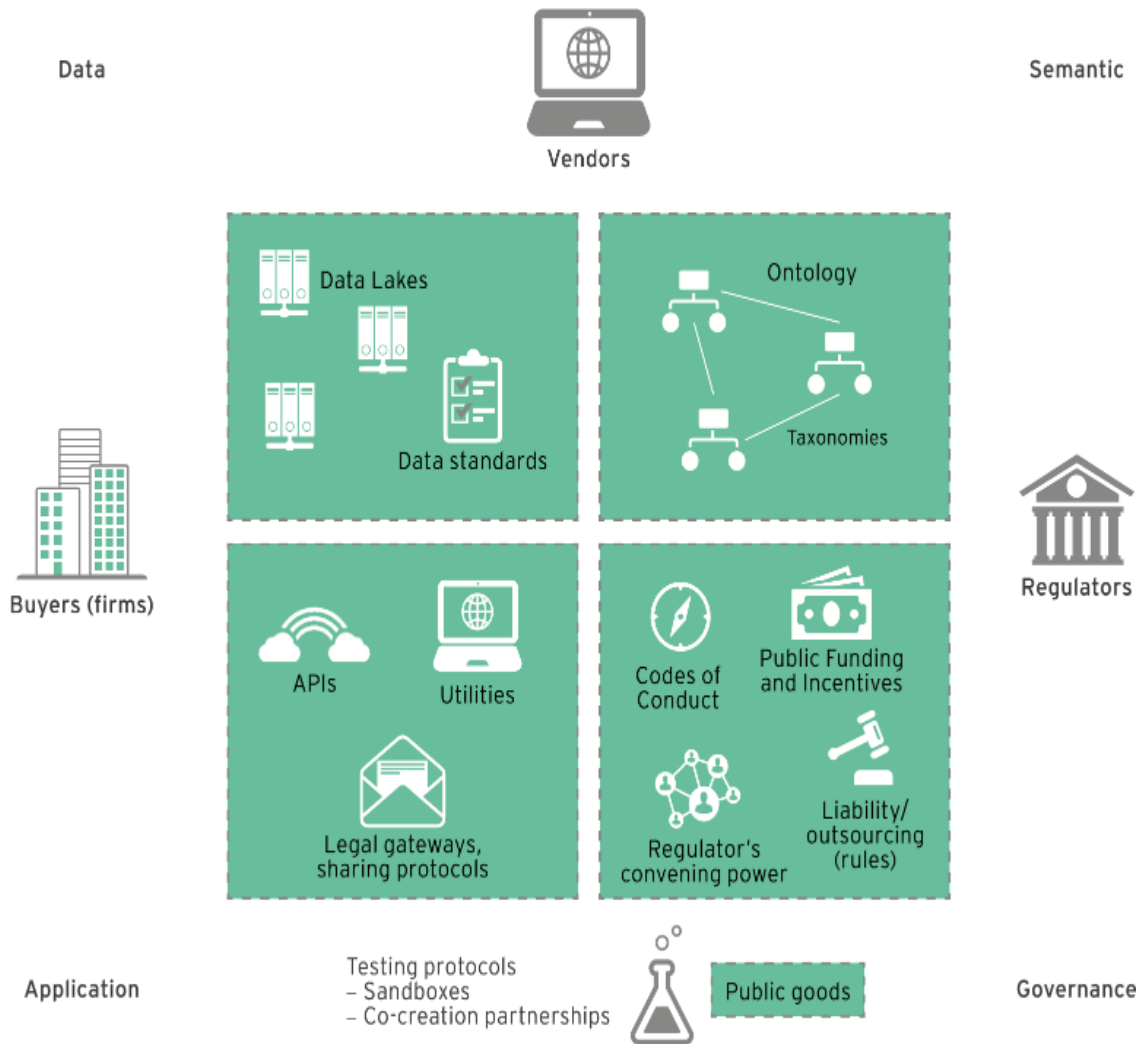 Data
Semantic
Vendors
Data Lakes
Data standards
Ontology
Taxonomies
Buyers (firms)
Regulators
APIs
Utilities
Legal gateways,
sharing protocols
Codes of
Conduct
Public Funding
and Incentives
Regulator's
convening power
Liability/
outsourcing
(rules)
Application
Testing protocols
– Sandboxes
– Co-creation partnerships
Public goods
Governance